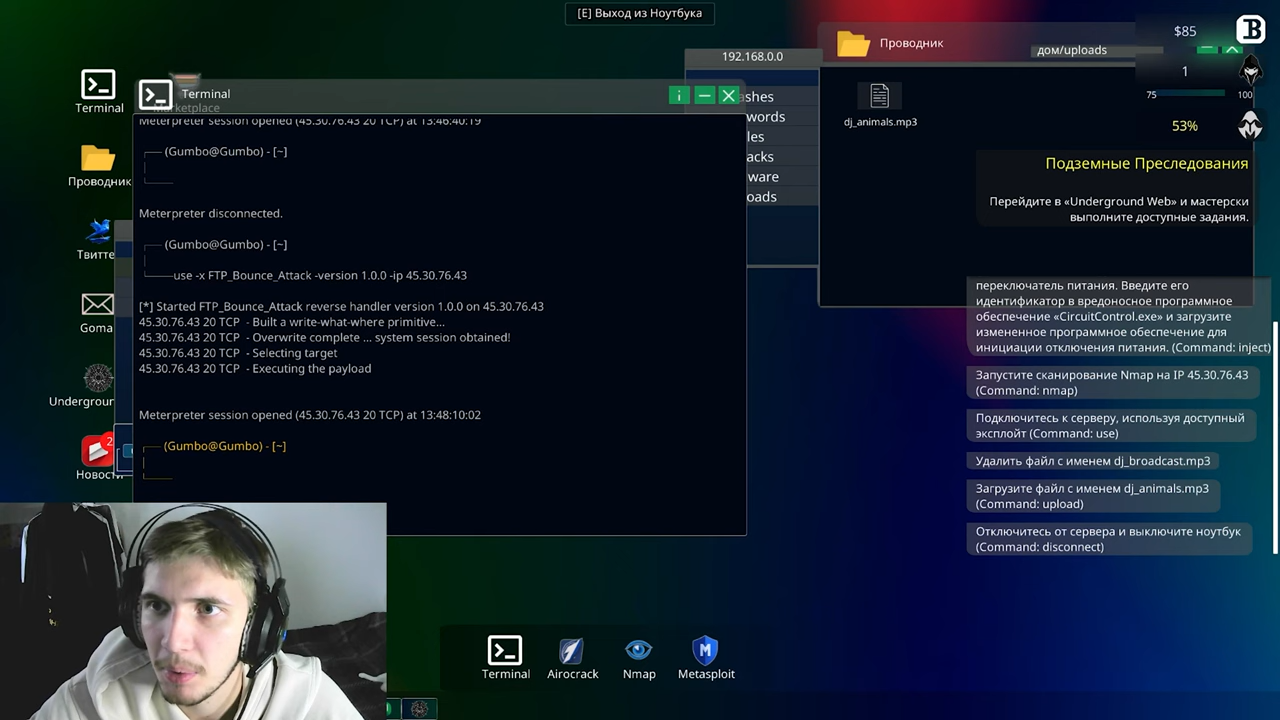 [E] Выход из Ноутбука
$85
1
75
100
53%
Подземные Преследования
Перейдите в «Underground Web» и мастерски
выполните доступные задания.
переключатель питания. Введите его
идентификатор в вредоносное программное
обеспечение «CircuitControl.exe» и загрузите
измененное программное обеспечение для
инициации отключения питания. (Command: inject)
Запустите сканирование Nmap на IP 45.30.76.43
(Command: nmap)
Подключитесь к серверу, используя доступный
эксплойт (Command: use)
Удалить файл с именем dj_broadcast.mp3
Загрузите файл с именем dj_animals.mp3
(Command: upload)
Отключитесь от сервера и выключите ноутбук
(Command: disconnect)
Проводник
дом/uploads
dj_animals.mp3
192.168.0.0
ashes
words
les
acks
ware
oads
Terminal
Marketplace
Проводник
Твитте
Goma
Undergroun
2
Новости
Terminal
Meterpreter session opened (45.30.76.43 20 TCP) at 13:46:40:19
(Gumbo@Gumbo) - [~]
Meterpreter disconnected.
(Gumbo@Gumbo) - [~]
use -x FTP_Bounce_Attack -version 1.0.0 -ip 45.30.76.43
[*] Started FTP_Bounce_Attack reverse handler version 1.0.0 on 45.30.76.43
45.30.76.43 20 TCP - Built a write-what-where primitive...
45.30.76.43 20 TCP - Overwrite complete ... system session obtained!
45.30.76.43 20 TCP - Selecting target
45.30.76.43 20 TCP - Executing the payload
Meterpreter session opened (45.30.76.43 20 TCP) at 13:48:10:02
(Gumbo@Gumbo) - [~]
Terminal
Airocrack
Nmap
Metasploit